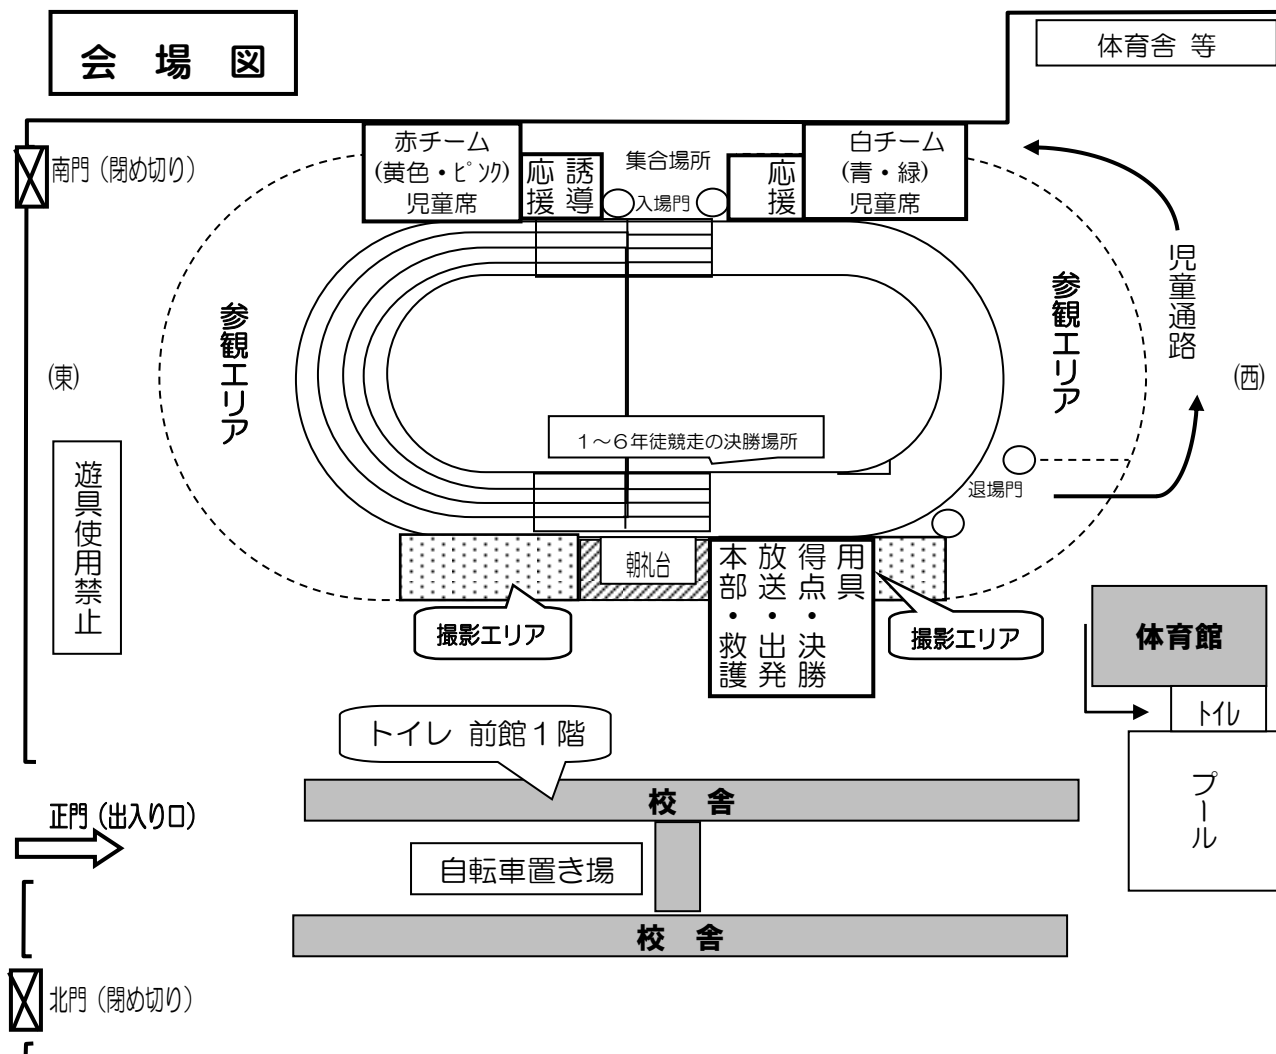 会 場 図
体育舎 等
南門（閉め切り）
赤チーム
(黄色・ピンク)
児童席
応援
誘導
集合場所
入場門
応援
白チーム
(青・緑)
児童席
児童通路
参観エリア
参観エリア
(東)
(西)
1～6年徒競走の決勝場所
退場門
遊具使用禁止
朝礼台
本部・救護
放送・出発
得点・決勝
用具
撮影エリア
撮影エリア
体育館
トイレ
プール
トイレ 前館1階
校 舎
正門（出入り口）
自転車置き場
校 舎
北門（閉め切り）